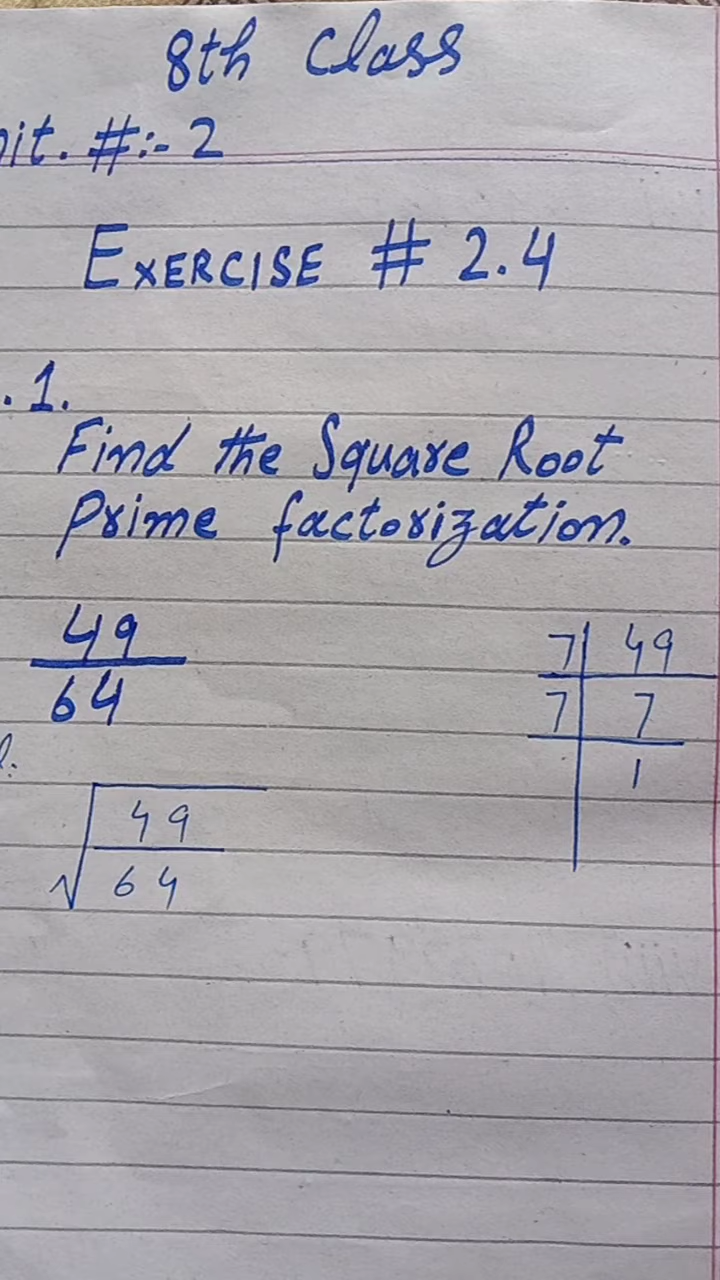 8th Class
nit. #:- 2
EXERCISE # 2.4
. 1.
Find the Square Root
Prime factorization.
49
64
7 | 49
7 | 7
1
√ 49
64